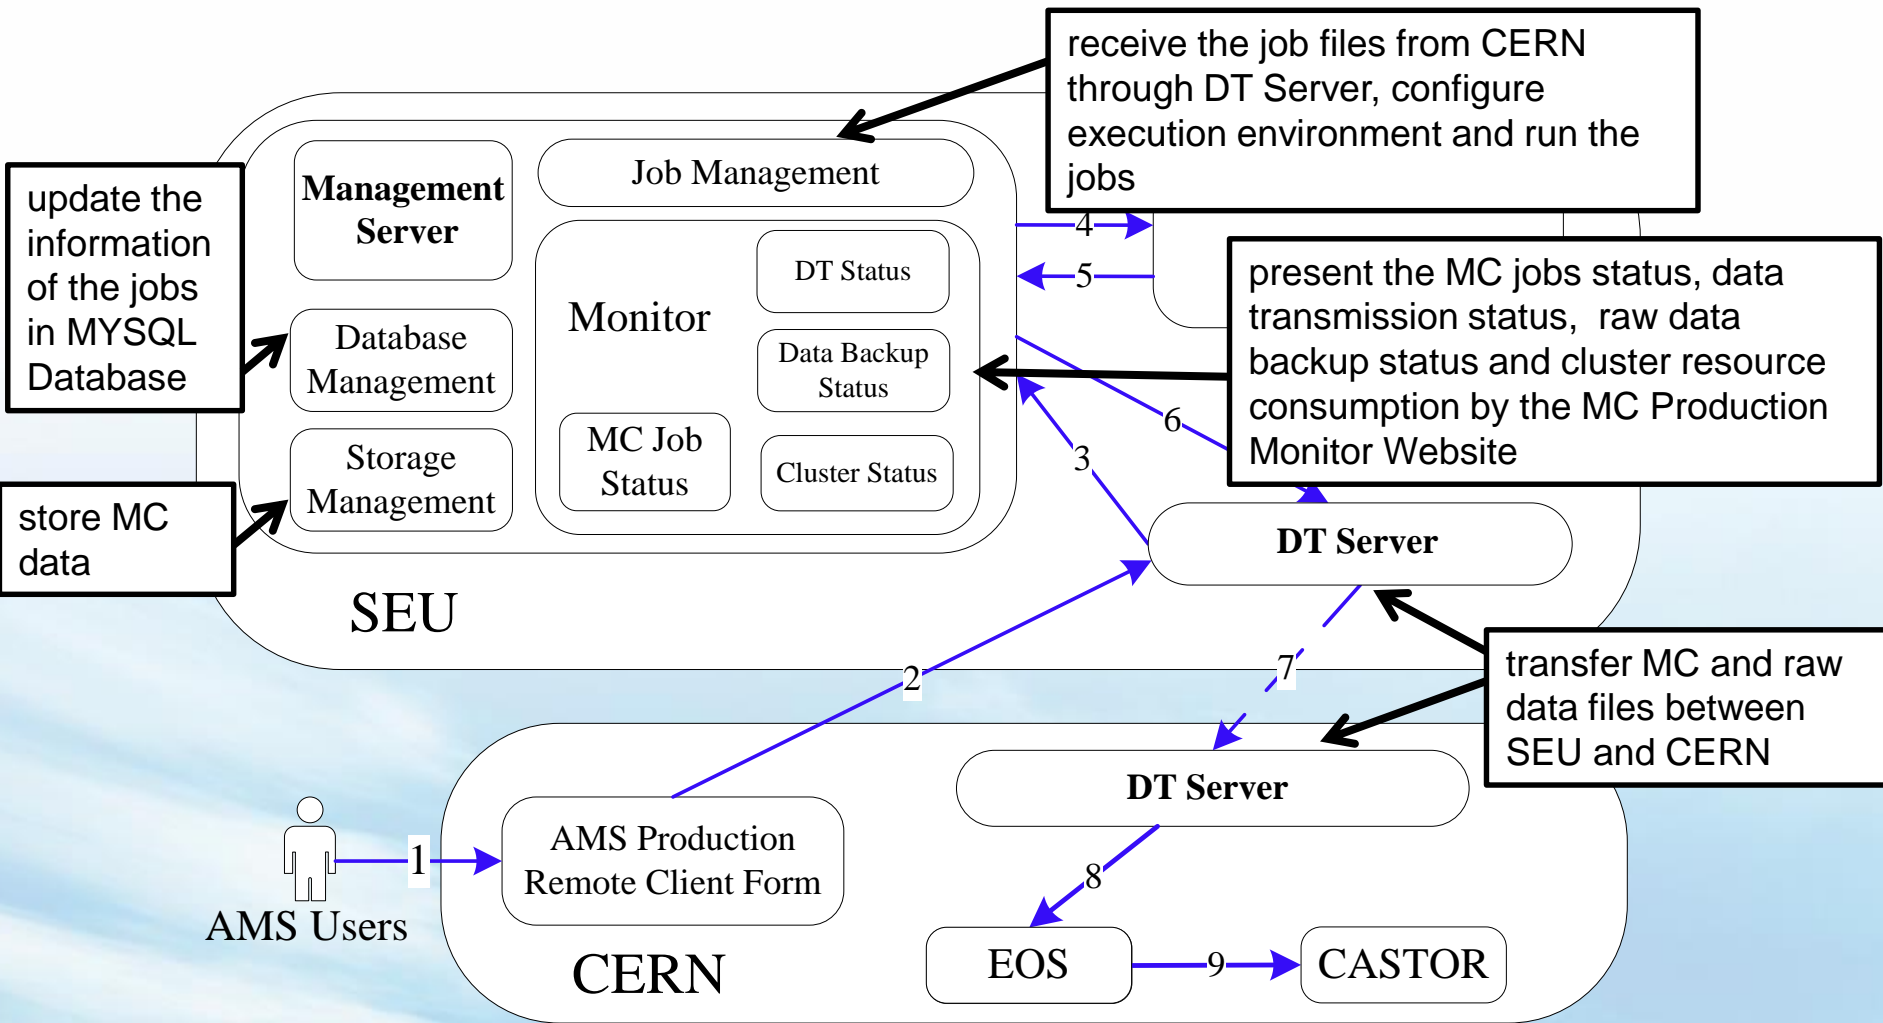 receive the job files from CERN
through DT Server, configure
execution environment and run the
jobs
update the
information
of the jobs
in MYSQL
Database
Management
Server
Job Management
4
5
DT Status
Monitor
Data Backup
Status
MC Job
Status
Cluster Status
Database
Management
Storage
Management
present the MC jobs status, data
transmission status, raw data
backup status and cluster resource
consumption by the MC Production
Monitor Website
6
3
store MC
data
DT Server
SEU
2
7
transfer MC and raw
data files between
SEU and CERN
DT Server
AMS Production
Remote Client Form
1
AMS Users
8
CERN
EOS
9
CASTOR